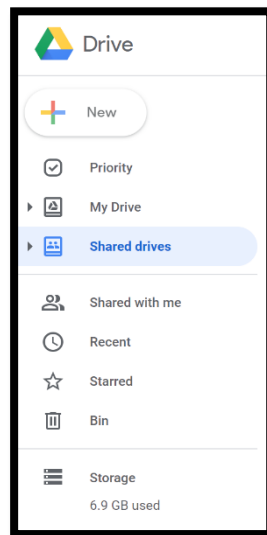 Drive
New
Priority
My Drive
Shared drives
Shared with me
Recent
Starred
Bin
Storage
6.9 GB used